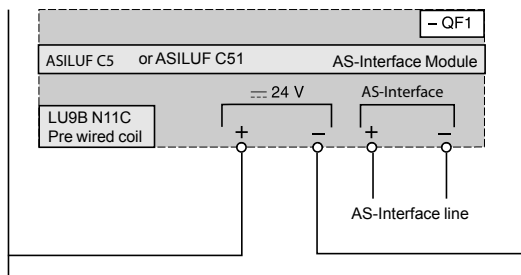 – QF1
ASILUF C5 or ASILUF C51 AS-Interface Module
⎓ 24 V AS-Interface
LU9B N11C
Pre wired coil
+ – + –
AS-Interface line